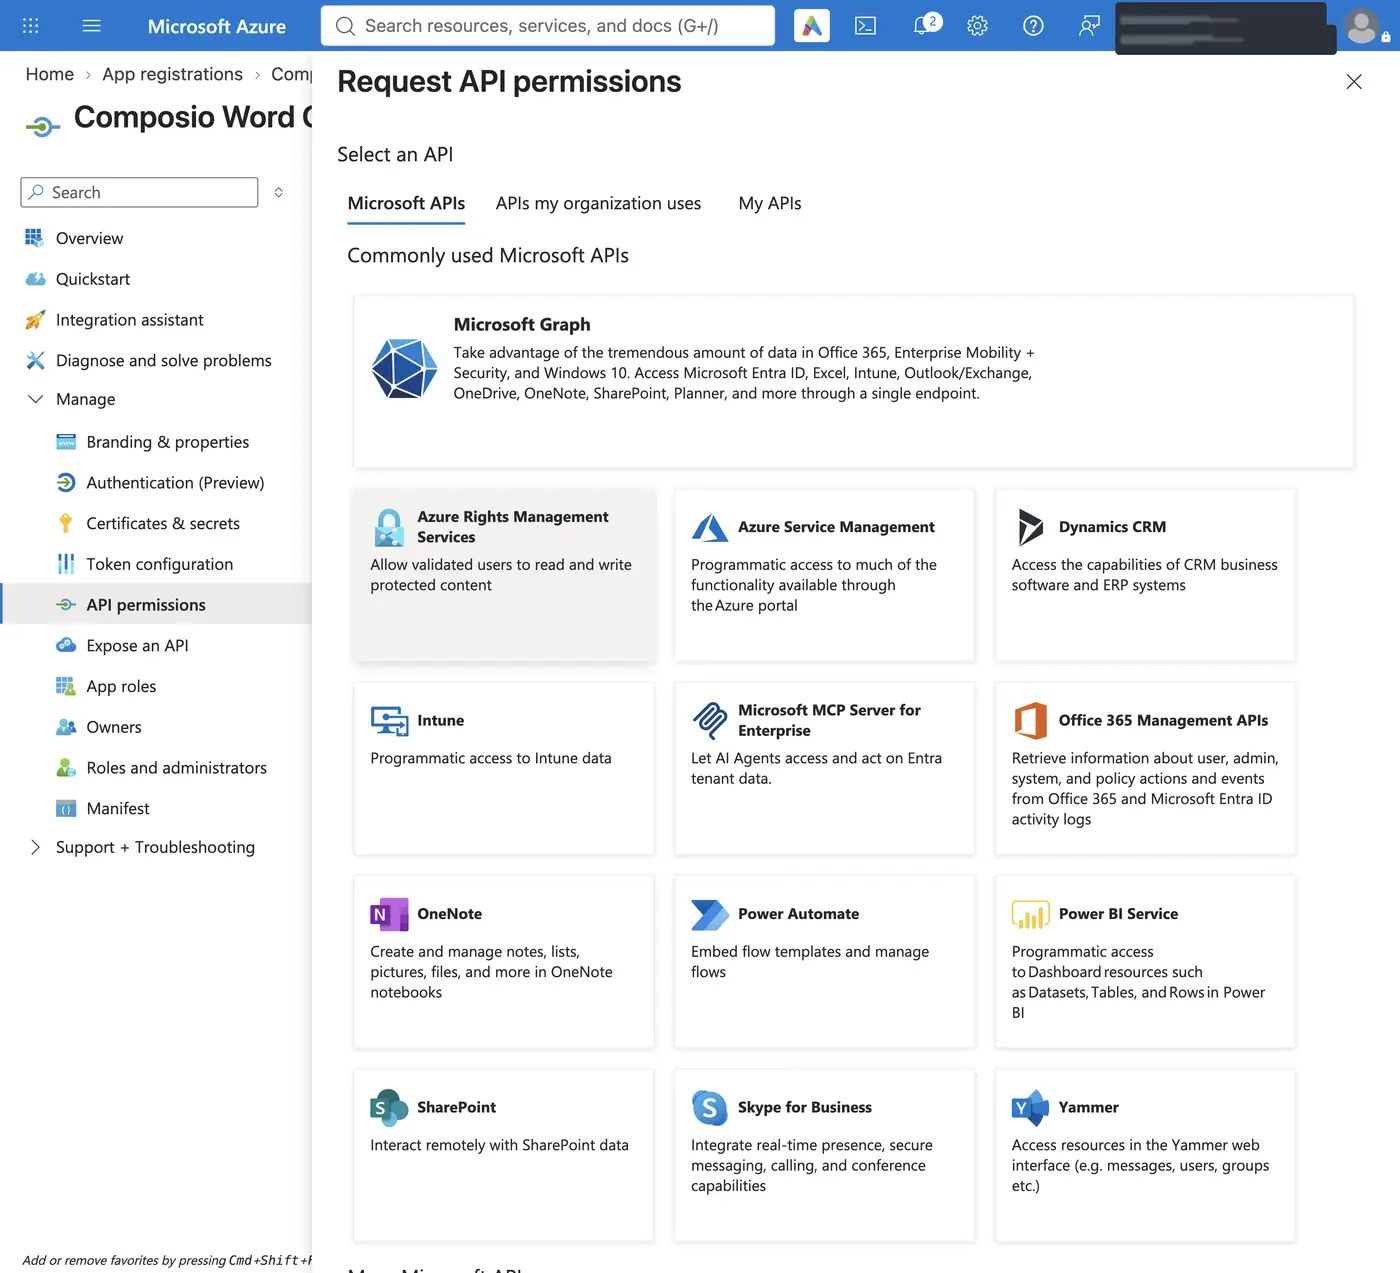 Microsoft Azure
Search resources, services, and docs (G+/)
2
Home > App registrations >
Composio Word
Search
Overview
Quickstart
Integration assistant
Diagnose and solve problems
Manage
Branding & properties
Authentication (Preview)
Certificates & secrets
Token configuration
API permissions
Expose an API
App roles
Owners
Roles and administrators
Manifest
Support + Troubleshooting
Add or remove favorites by pressing Cmd+Shift+F
Request API permissions
Select an API
Microsoft APIs
APIs my organization uses
My APIs
Commonly used Microsoft APIs
Microsoft Graph
Take advantage of the tremendous amount of data in Office 365, Enterprise Mobility +
Security, and Windows 10. Access Microsoft Entra ID, Excel, Intune, Outlook/Exchange,
OneDrive, OneNote, SharePoint, Planner, and more through a single endpoint.
Azure Rights Management
Services
Allow validated users to read and write
protected content
Azure Service Management
Programmatic access to much of the
functionality available through
the Azure portal
Dynamics CRM
Access the capabilities of CRM business
software and ERP systems
Intune
Programmatic access to Intune data
Microsoft MCP Server for
Enterprise
Let AI Agents access and act on Entra
tenant data.
Office 365 Management APIs
Retrieve information about user, admin,
system, and policy actions and events
from Office 365 and Microsoft Entra ID
activity logs
N
OneNote
Create and manage notes, lists,
pictures, files, and more in OneNote
notebooks
Power Automate
Embed flow templates and manage
flows
Power BI Service
Programmatic access
to Dashboard resources such
as Datasets, Tables, and Rows in Power
BI
S
SharePoint
Interact remotely with SharePoint data
S
Skype for Business
Integrate real-time presence, secure
messaging, calling, and conference
capabilities
Y
Yammer
Access resources in the Yammer web
interface (e.g. messages, users, groups
etc.)